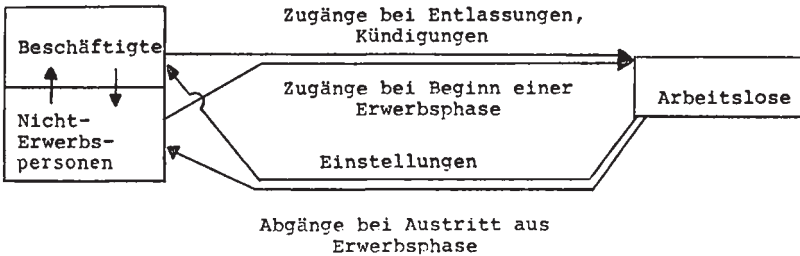 Zugänge bei Entlassungen,
Kündigungen
Beschäftigte
Zugänge bei Beginn einer
Erwerbsphase
Arbeitslose
Nicht-
Erwerbs-
personen
Einstellungen
Abgänge bei Austritt aus
Erwerbsphase